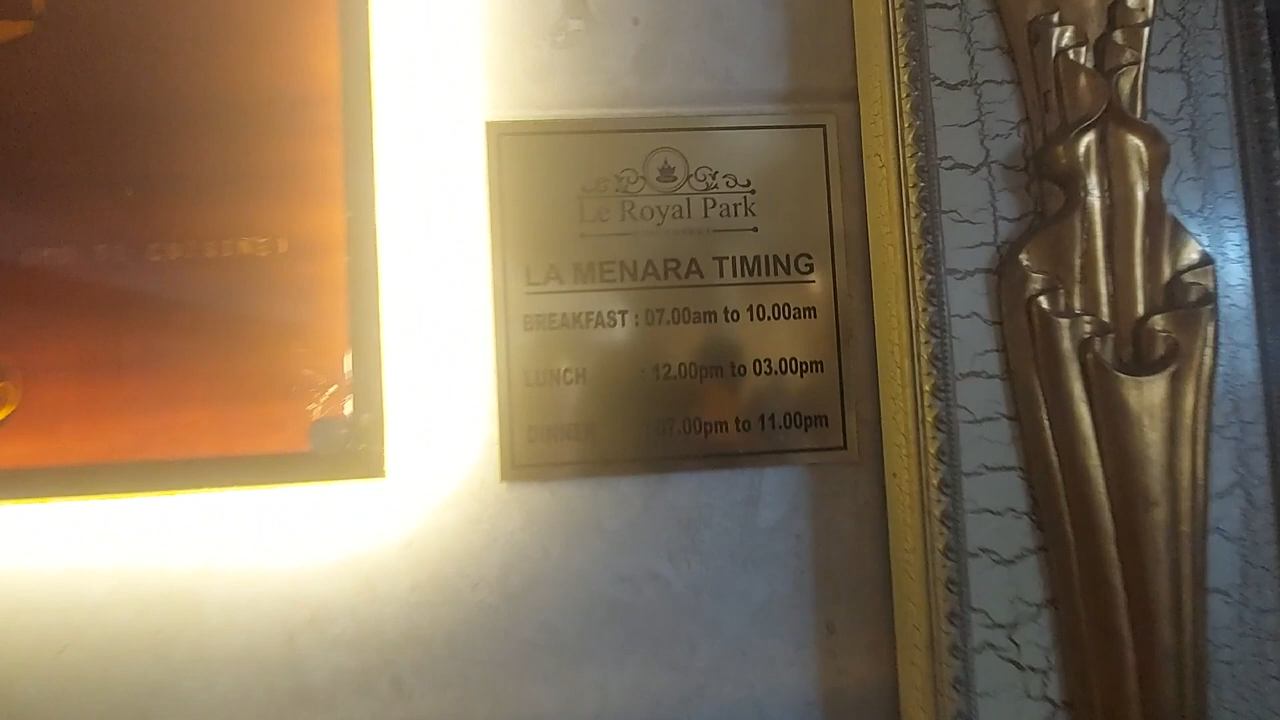 Le Royal Park
LA MENARA TIMING
BREAKFAST : 07.00am to 10.00am
LUNCH : 12.00pm to 03.00pm
DINNER : 07.00pm to 11.00pm